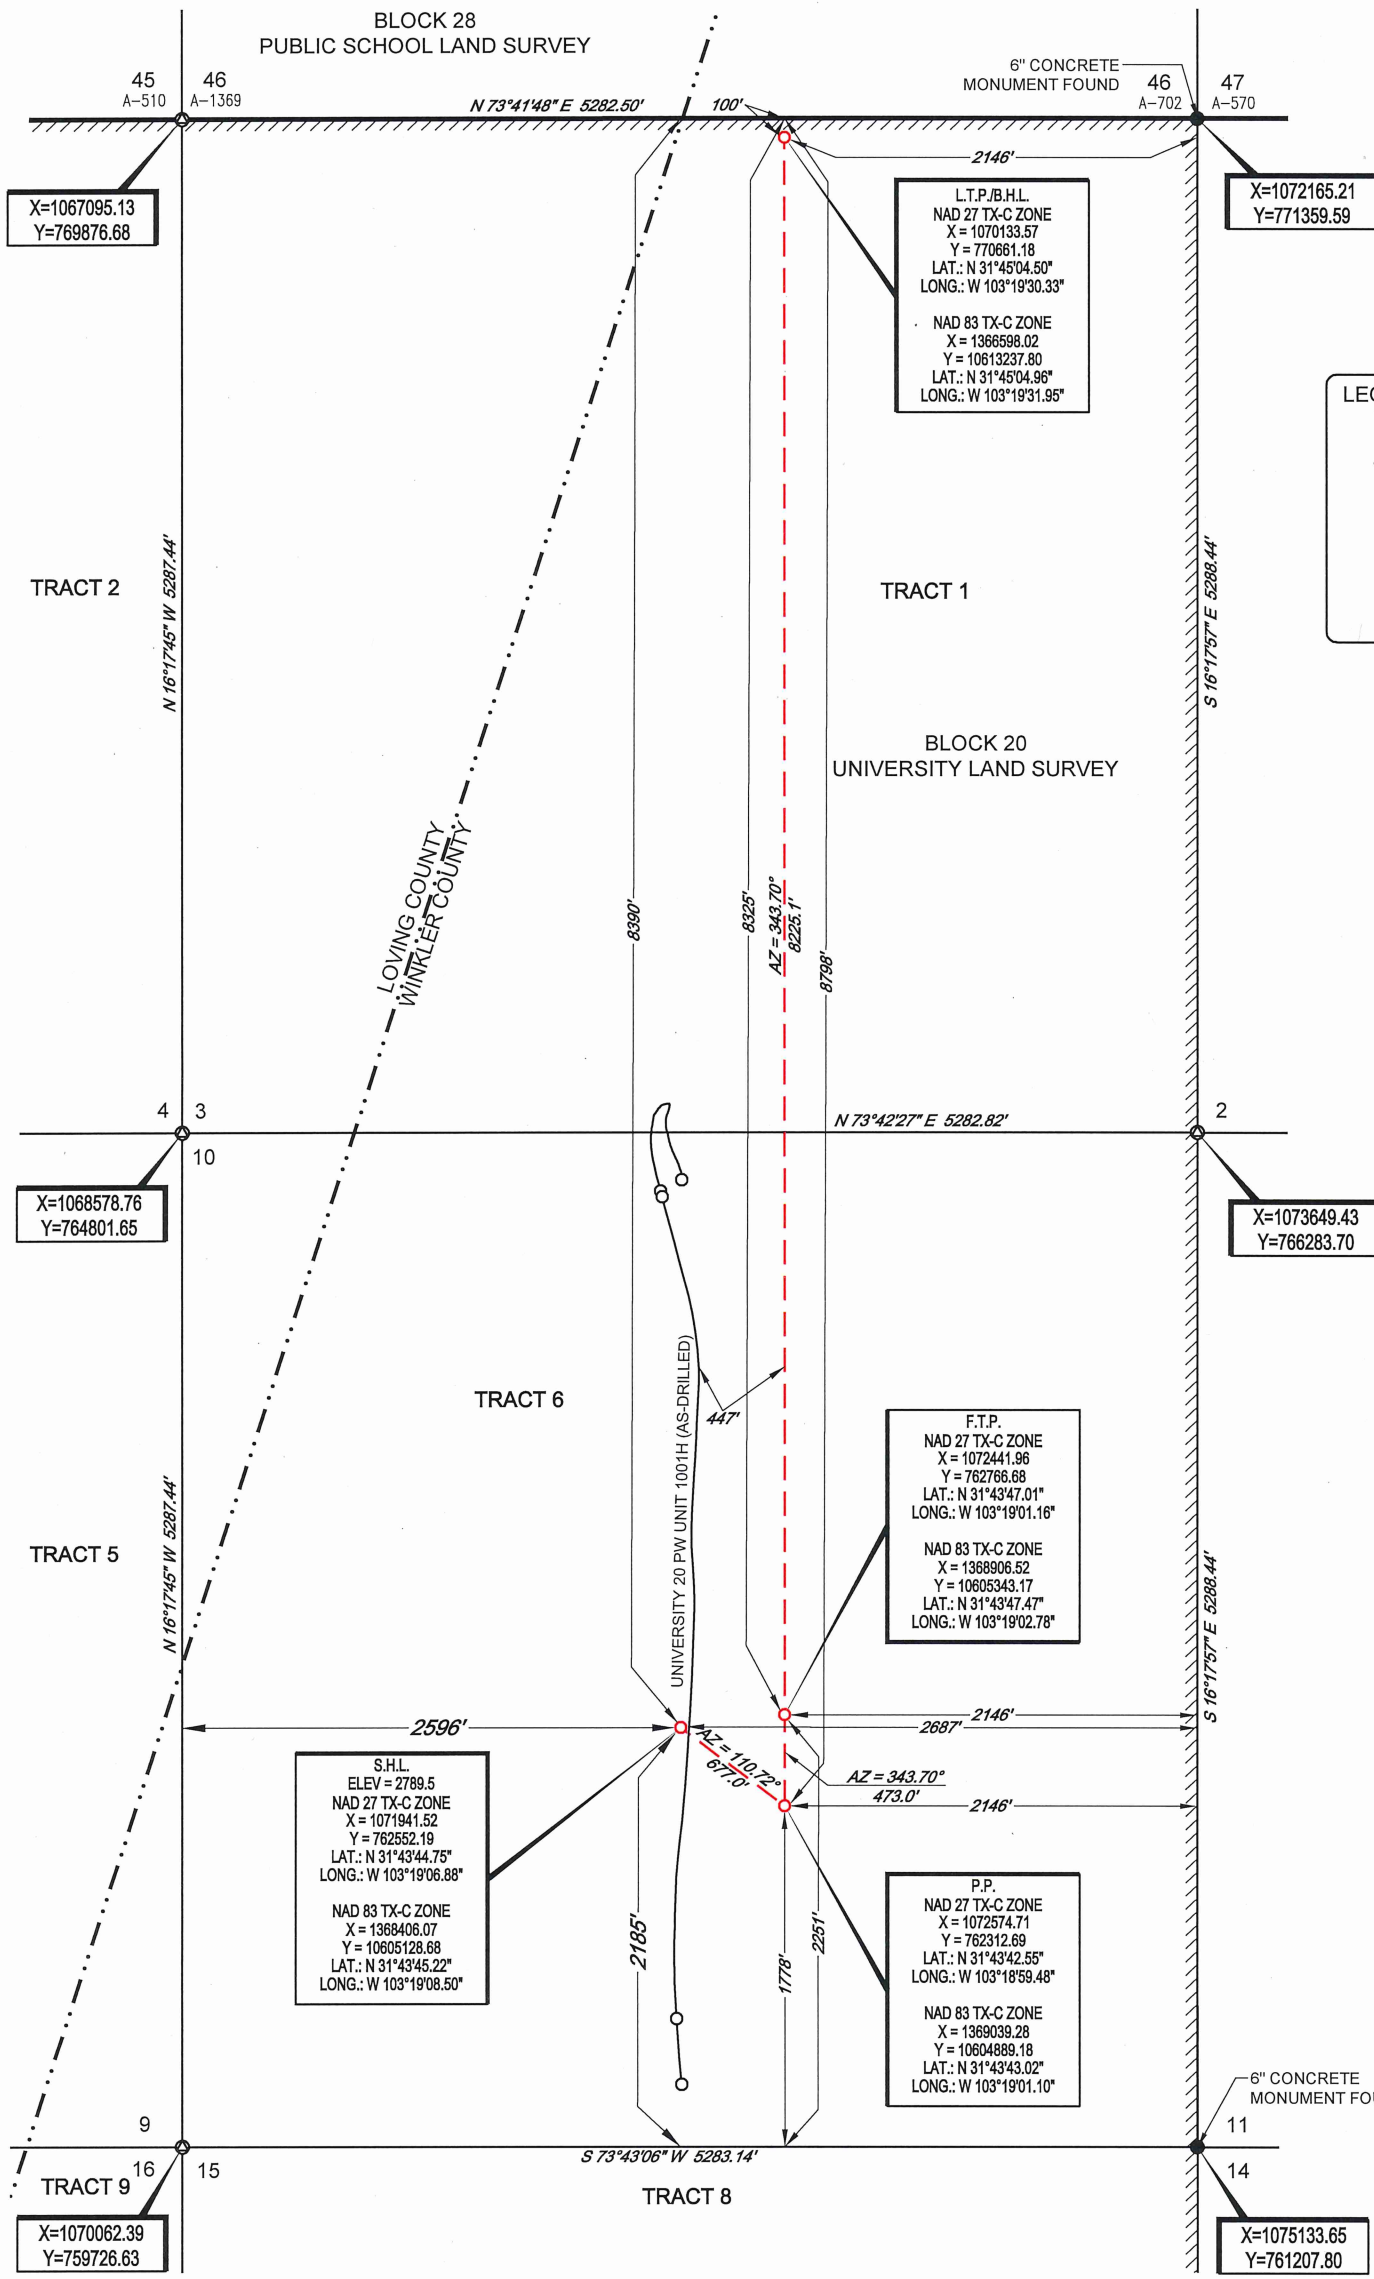 BLOCK 28
PUBLIC SCHOOL LAND SURVEY
45
A-510
46
A-1369
N 73°41'48" E 5282.50'
100'
6" CONCRETE
MONUMENT FOUND
46
A-702
47
A-570
2146'
X=1067095.13
Y=769876.68
L.T.P./B.H.L.
NAD 27 TX-C ZONE
X = 1070133.57
Y = 770661.18
LAT.: N 31°45'04.50"
LONG.: W 103°19'30.33"
NAD 83 TX-C ZONE
X = 1366598.02
Y = 10613237.80
LAT.: N 31°45'04.96"
LONG.: W 103°19'31.95"
X=1072165.21
Y=771359.59
N 16°17'45" W 5287.44'
TRACT 2
TRACT 1
S 16°17'57" E 5288.44'
BLOCK 20
UNIVERSITY LAND SURVEY
LOVING COUNTY
WINKLER COUNTY
8390'
8325'
AZ = 343.70°
8225.1'
8798'
4
3
10
N 73°42'27" E 5282.82'
2
X=1068578.76
Y=764801.65
X=1073649.43
Y=766283.70
TRACT 6
447'
UNIVERSITY 20 PW UNIT 1001H (AS-DRILLED)
F.T.P.
NAD 27 TX-C ZONE
X = 1072441.96
Y = 762766.68
LAT.: N 31°43'47.01"
LONG.: W 103°19'01.16"
NAD 83 TX-C ZONE
X = 1368906.52
Y = 10605343.17
LAT.: N 31°43'47.47"
LONG.: W 103°19'02.78"
TRACT 5
N 16°17'45" W 5287.44'
S 16°17'57" E 5288.44'
2596'
2146'
2687'
AZ = 110.72°
677.0'
AZ = 343.70°
473.0'
2146'
S.H.L.
ELEV = 2789.5
NAD 27 TX-C ZONE
X = 1071941.52
Y = 762552.19
LAT.: N 31°43'44.75"
LONG.: W 103°19'06.88"
NAD 83 TX-C ZONE
X = 1368406.07
Y = 10605128.68
LAT.: N 31°43'45.22"
LONG.: W 103°19'08.50"
2185'
1778'
2251'
P.P.
NAD 27 TX-C ZONE
X = 1072574.71
Y = 762312.69
LAT.: N 31°43'42.55"
LONG.: W 103°18'59.48"
NAD 83 TX-C ZONE
X = 1369039.28
Y = 10604889.18
LAT.: N 31°43'43.02"
LONG.: W 103°19'01.10"
6" CONCRETE
MONUMENT
9
16
15
S 73°43'06" W 5283.14'
11
14
TRACT 9
TRACT 8
X=1070062.39
Y=759726.63
X=1075133.65
Y=761207.80